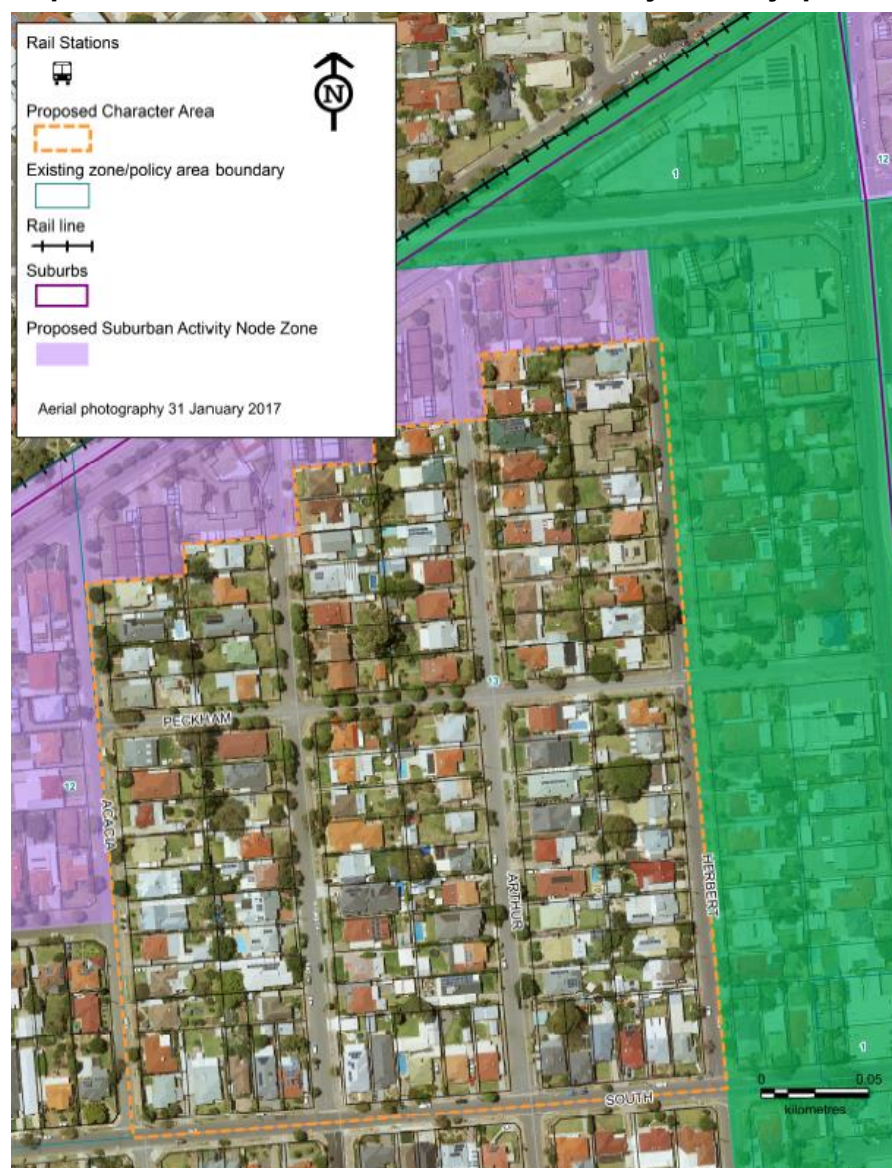 Rail Stations
N
Proposed Character Area
Existing zone/policy area boundary
Rail line
Suburbs
Proposed Suburban Activity Node Zone
Aerial photography 31 January 2017
1
12
13
PECKHAM
12
ACACIA
ARTHUR
HERBERT
1
0 0.05
kilometres
SOUTH